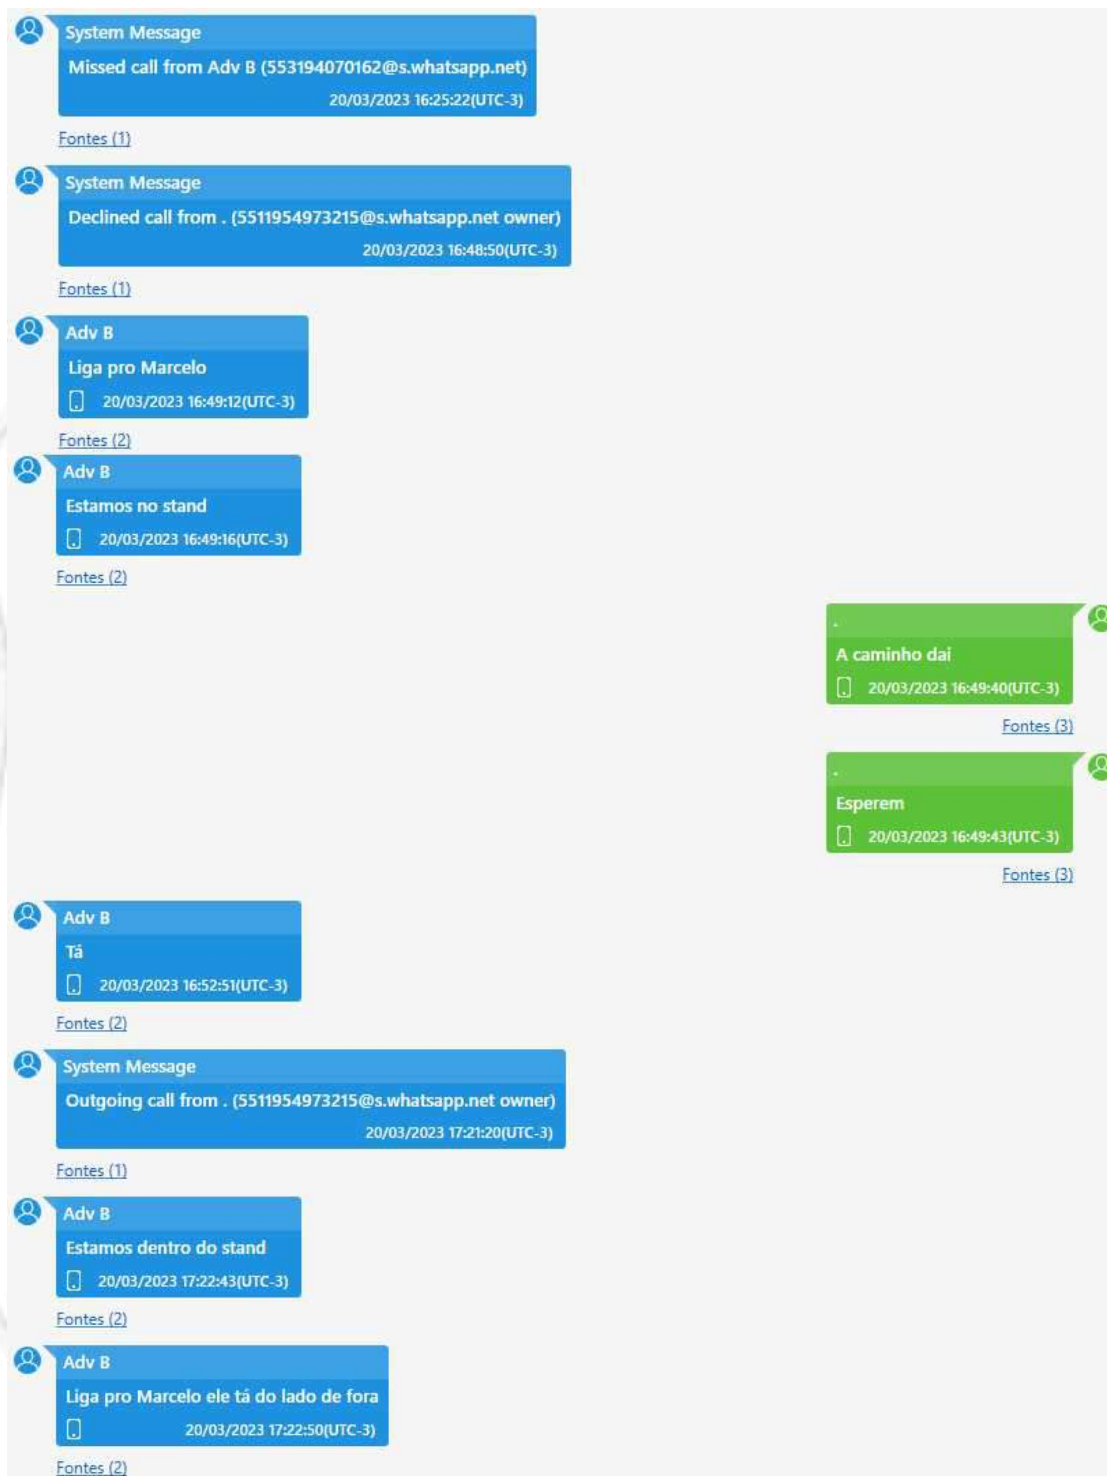 System Message
Missed call from Adv B (553194070162@s.whatsapp.net)
20/03/2023 16:25:22(UTC-3)
Fontes (1)
System Message
Declined call from . (5511954973215@s.whatsapp.net owner)
20/03/2023 16:48:50(UTC-3)
Fontes (1)
Adv B
Liga pro Marcelo
20/03/2023 16:49:12(UTC-3)
Fontes (2)
Adv B
Estamos no stand
20/03/2023 16:49:16(UTC-3)
Fontes (2)
.
A caminho dai
20/03/2023 16:49:40(UTC-3)
Fontes (3)
.
Esperem
20/03/2023 16:49:43(UTC-3)
Fontes (3)
Adv B
Tá
20/03/2023 16:52:51(UTC-3)
Fontes (2)
System Message
Outgoing call from . (5511954973215@s.whatsapp.net owner)
20/03/2023 17:21:20(UTC-3)
Fontes (1)
Adv B
Estamos dentro do stand
20/03/2023 17:22:43(UTC-3)
Fontes (2)
Adv B
Liga pro Marcelo ele tá do lado de fora
20/03/2023 17:22:50(UTC-3)
Fontes (2)